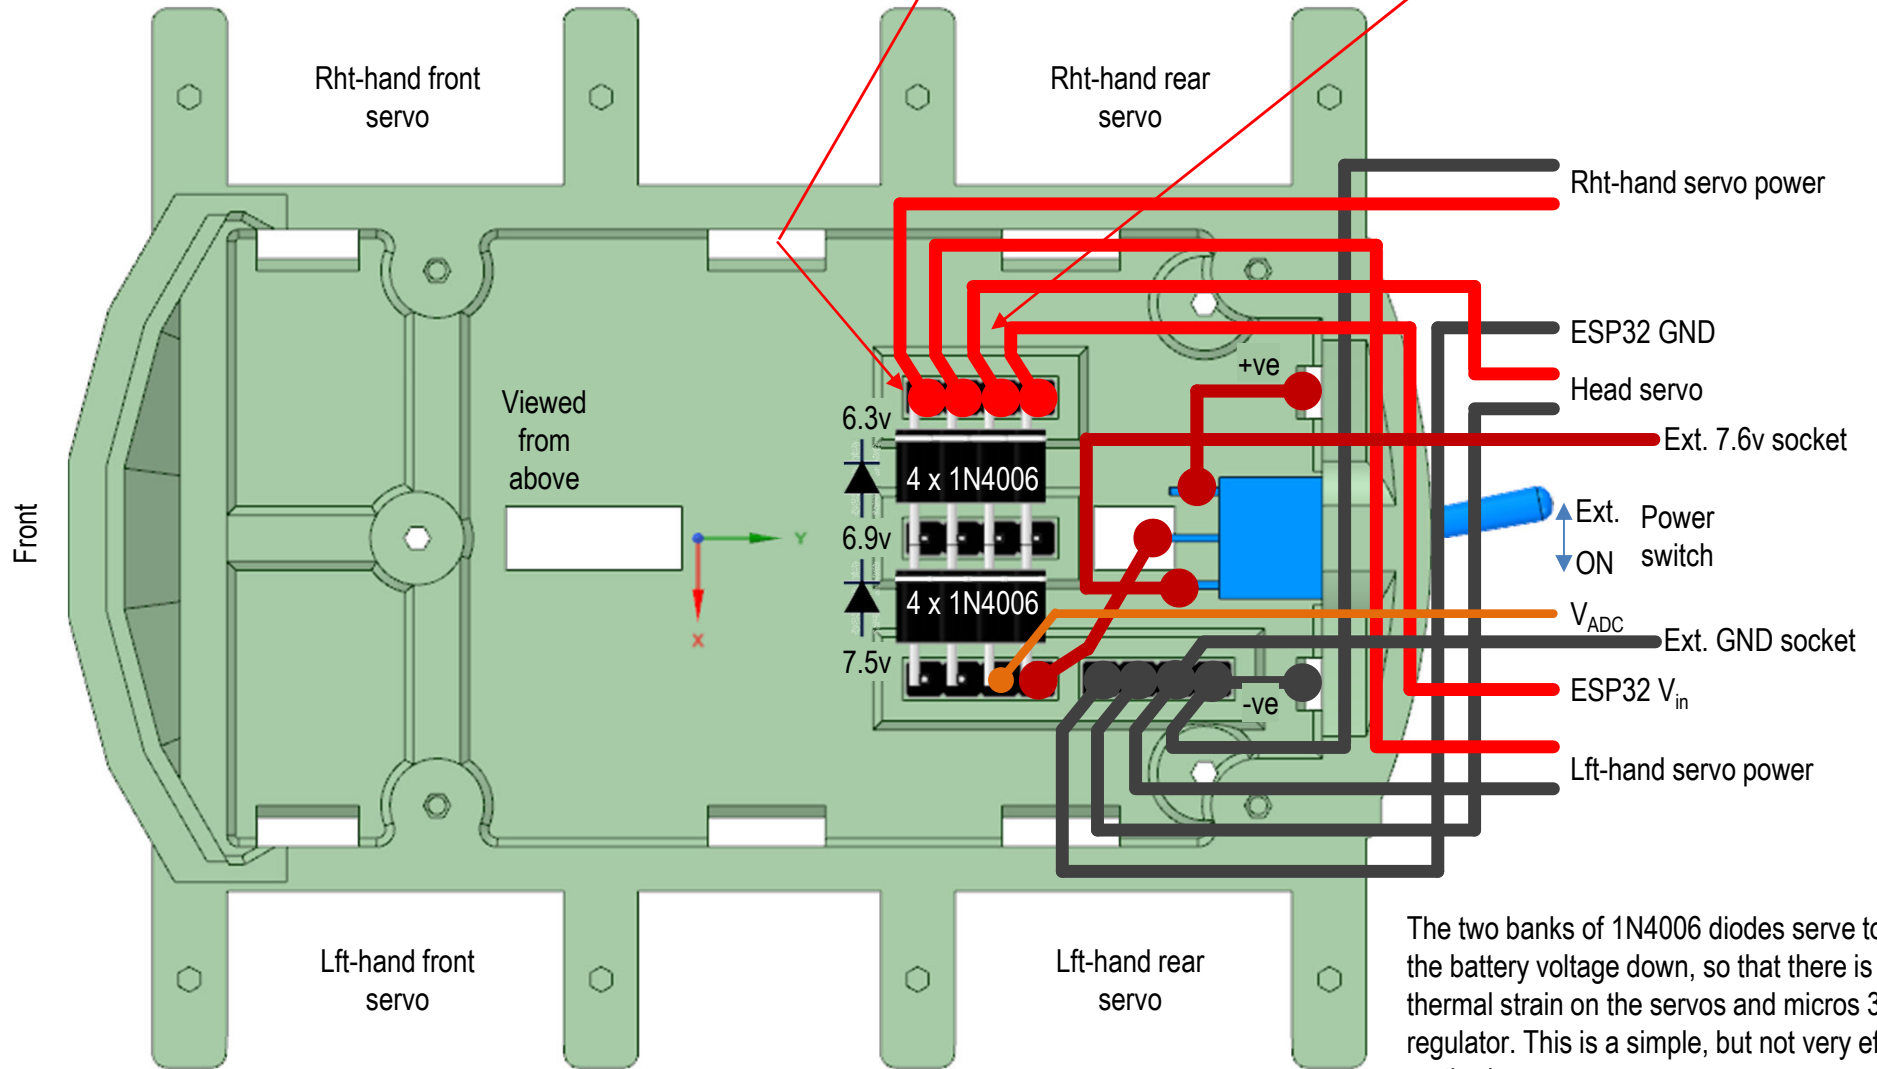 Rht-hand front
servo
Rht-hand rear
servo
Rht-hand servo power
ESP32 GND
+ve
Head servo
Viewed
from
above
6.3v
Ext. 7.6v socket
4 x 1N4006
Front
Ext.
Power
switch
ON
6.9v
Y
4 x 1N4006
X
VADC
Ext. GND socket
7.5v
ESP32 Vin
-ve
Lft-hand servo power
Lft-hand front
servo
Lft-hand rear
servo
The two banks of 1N4006 diodes serve to
the battery voltage down, so that there is
thermal strain on the servos and micros 3
regulator. This is a simple, but not very ef